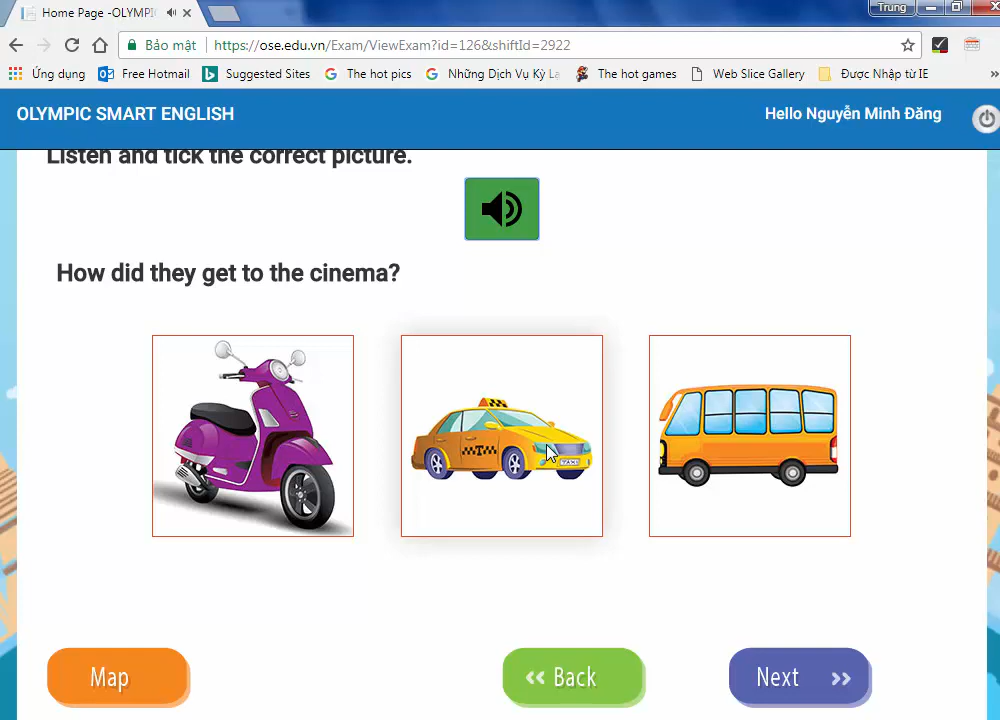 Home Page -OLYMPI
Trung
Bảo mật
https://ose.edu.vn/Exam/ViewExam?id=126&shiftId=2922
Ứng dụng
Free Hotmail
Suggested Sites
The hot pics
Những Dịch Vụ Kỳ L
The hot games
Web Slice Gallery
Được Nhập từ IE
OLYMPIC SMART ENGLISH
Hello Nguyễn Minh Đăng
Listen and tick the correct picture.
How did they get to the cinema?
TAXI
Map
Back
Next